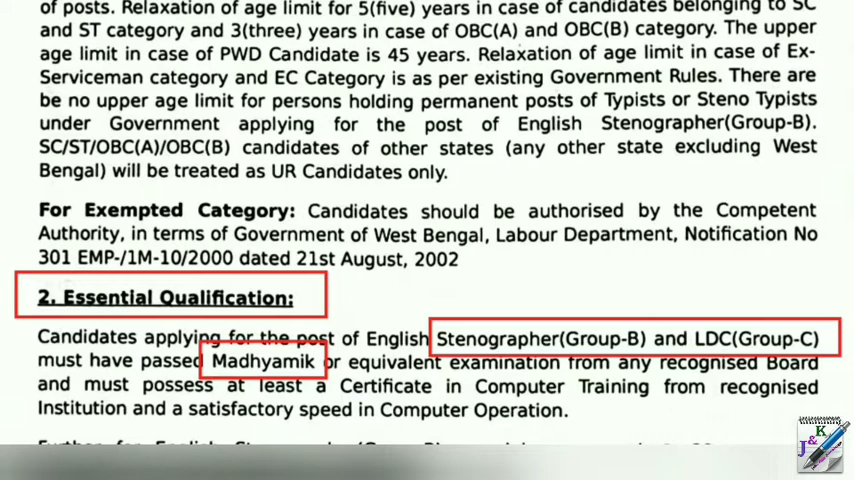 of posts. Relaxation of age limit for 5(five) years in case of candidates belonging to SC
and ST category and 3(three) years in case of OBC(A) and OBC(B) category. The upper
age limit in case of PWD Candidate is 45 years. Relaxation of age limit in case of Ex-
Serviceman category and EC Category is as per existing Government Rules. There are
be no upper age limit for persons holding permanent posts of Typists or Steno Typists
under Government applying for the post of English Stenographer(Group-B).
SC/ST/OBC(A)/OBC(B) candidates of other states (any other state excluding West
Bengal) will be treated as UR Candidates only.
For Exempted Category: Candidates should be authorised by the Competent
Authority, in terms of Government of West Bengal, Labour Department, Notification No
301 EMP-/1M-10/2000 dated 21st August, 2002
2. Essential Qualification:
Candidates applying for the post of English Stenographer(Group-B) and LDC(Group-C)
must have passed Madhyamik or equivalent examination from any recognised Board
and must possess at least a Certificate in Computer Training from recognised
Institution and a satisfactory speed in Computer Operation.
J&K